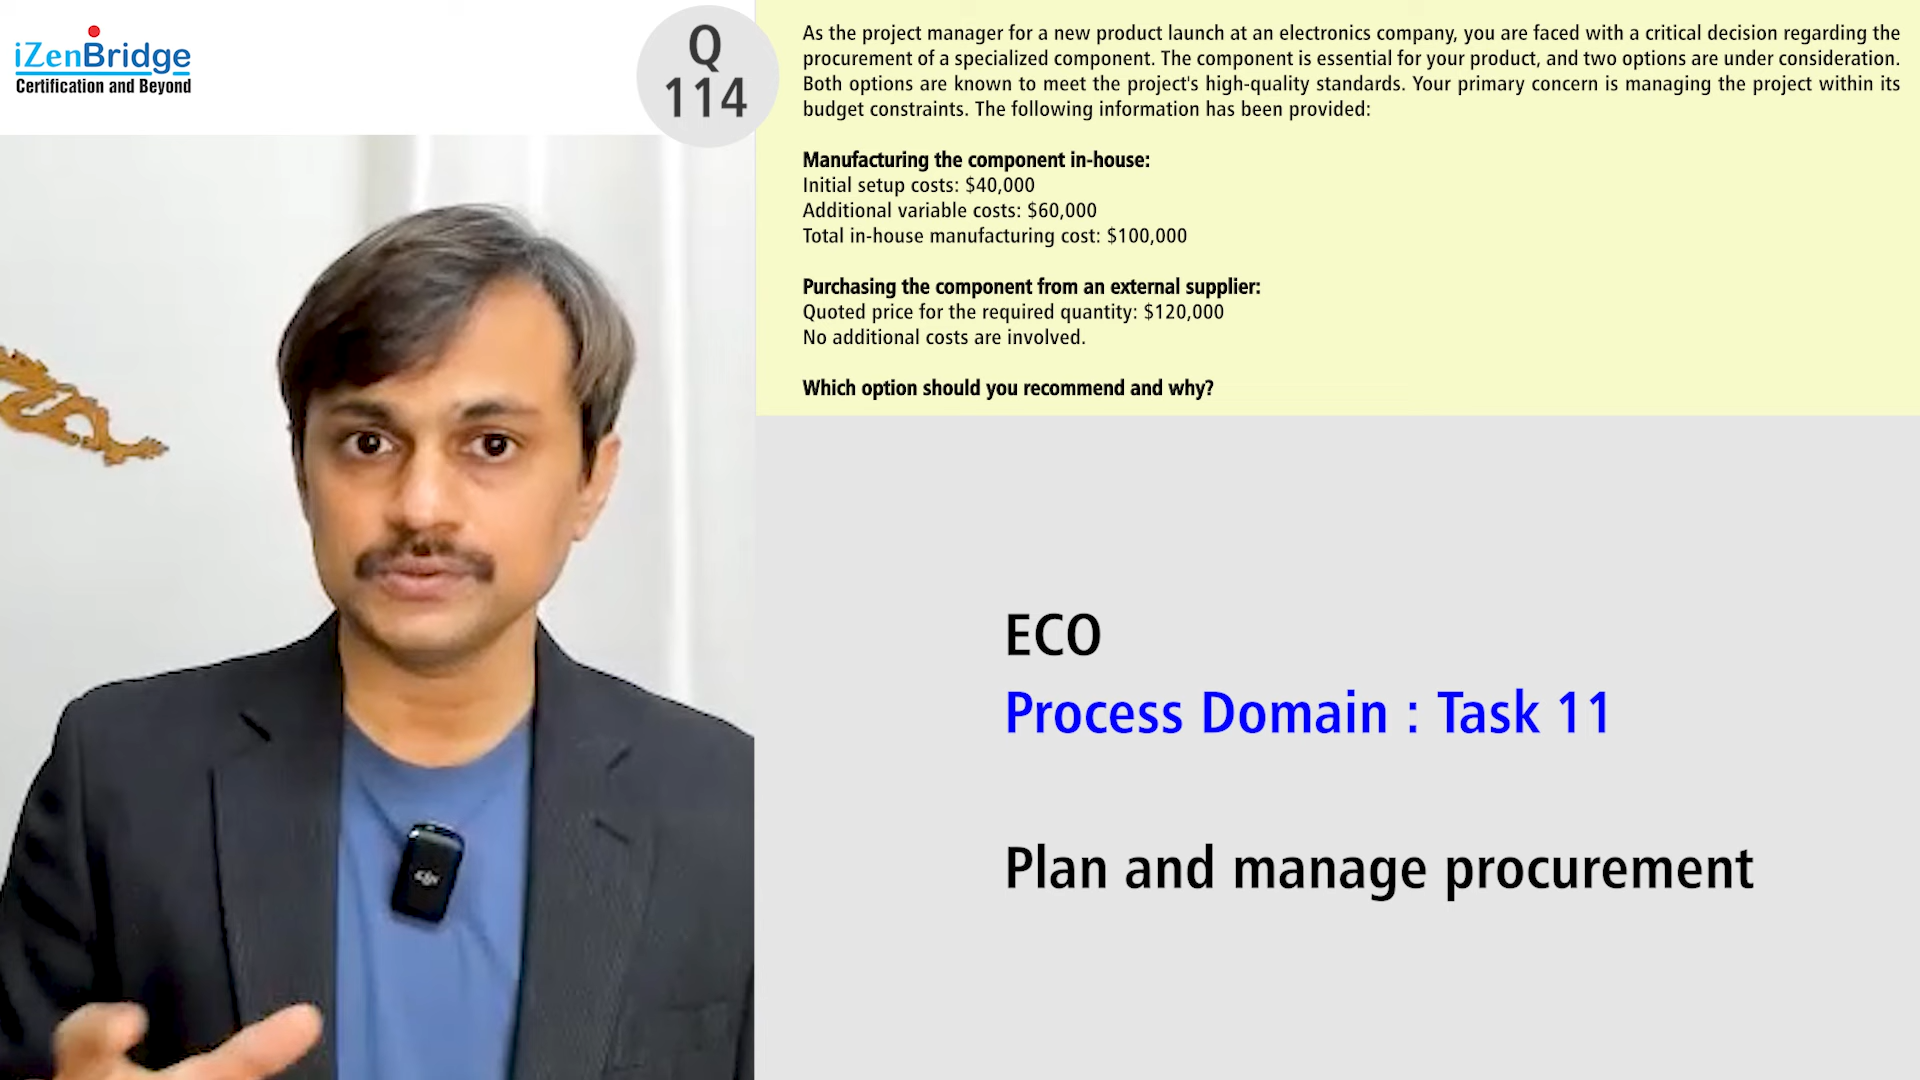 iZenBridge
Certification and Beyond
Q
114
As the project manager for a new product launch at an electronics company, you are faced with a critical decision regarding the
procurement of a specialized component. The component is essential for your product, and two options are under consideration.
Both options are known to meet the project's high-quality standards. Your primary concern is managing the project within its
budget constraints. The following information has been provided:
Manufacturing the component in-house:
Initial setup costs: $40,000
Additional variable costs: $60,000
Total in-house manufacturing cost: $100,000
Purchasing the component from an external supplier:
Quoted price for the required quantity: $120,000
No additional costs are involved.
Which option should you recommend and why?
ECO
Process Domain : Task 11
Plan and manage procurement
dji